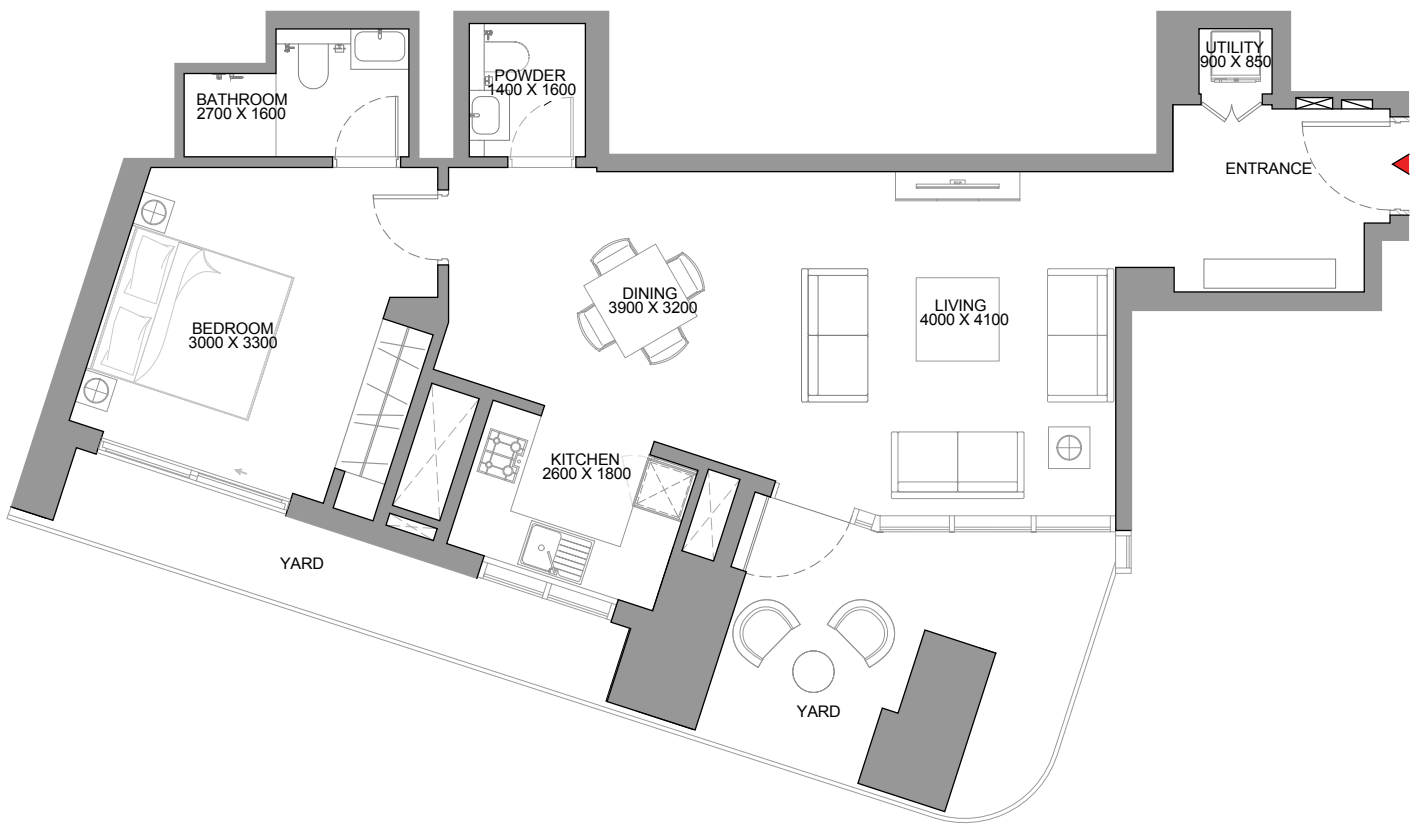 UTILITY
900 X 850
POWDER
1400 X 1600
BATHROOM
2700 X 1600
ENTRANCE
DINING
3900 X 3200
LIVING
4000 X 4100
BEDROOM
3000 X 3300
KITCHEN
2600 X 1800
YARD
YARD